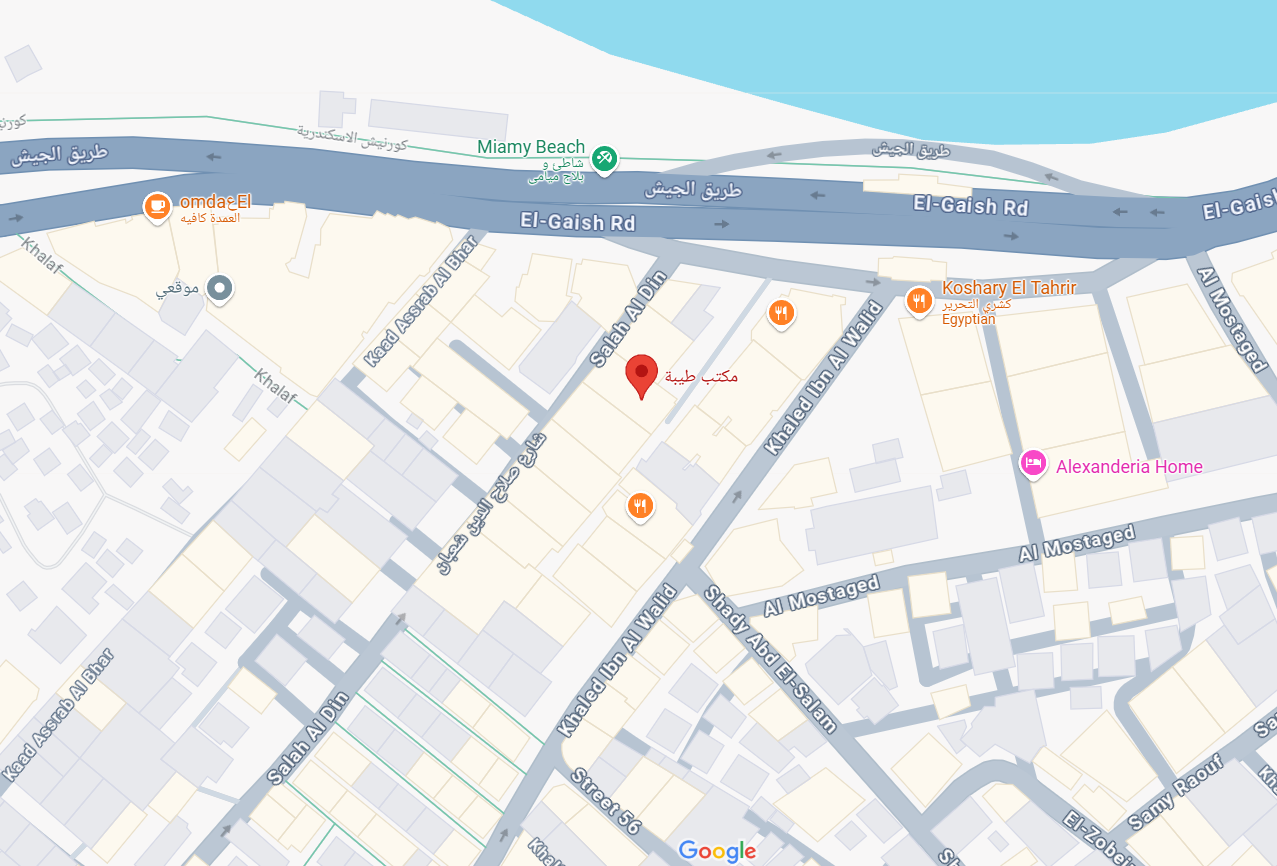 كورنيش الاسكندرية
طريق الجيش
Miamy Beach
شاطئ و
بلاج ميامي
طريق الجيش
طريق الجيش
El-Gaish Rd
El-Gaish Rd
El عomda
العمدة كافيه
Khalaf
موقعي
Kaad Assrab Al Bhar
Salah Al Din
Koshary El Tahrir
كشري التحرير
Egyptian
Al Mostaged
Khalaf
مكتب طيبة
Khaled Ibn Al Walid
شارع صلاح الدين شعبان
Alexanderia Home
Al Mostaged
Al Mostaged
Shady Abd El-Salam
Khaled Ibn Al Walid
Kaad Assrab Al Bhar
Salah Al Din
Street 56
Samy Raouf
Google